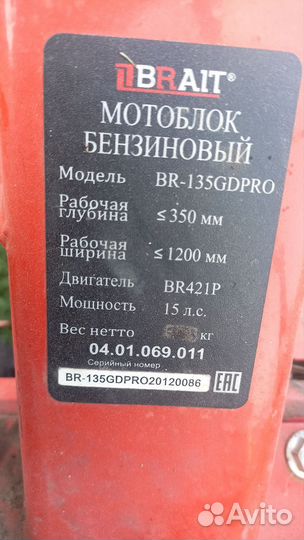 BRAIT®
МОТОБЛОК
БЕНЗИНОВЫЙ
Модель BR-135GDPRO
Рабочая глубина ≤350 мм
Рабочая ширина ≤1200 мм
Двигатель BR421P
Мощность 15 л.с.
Вес нетто кг
04.01.069.011
Серийный номер
BR-135GDPRO20120086 EAC
Avito